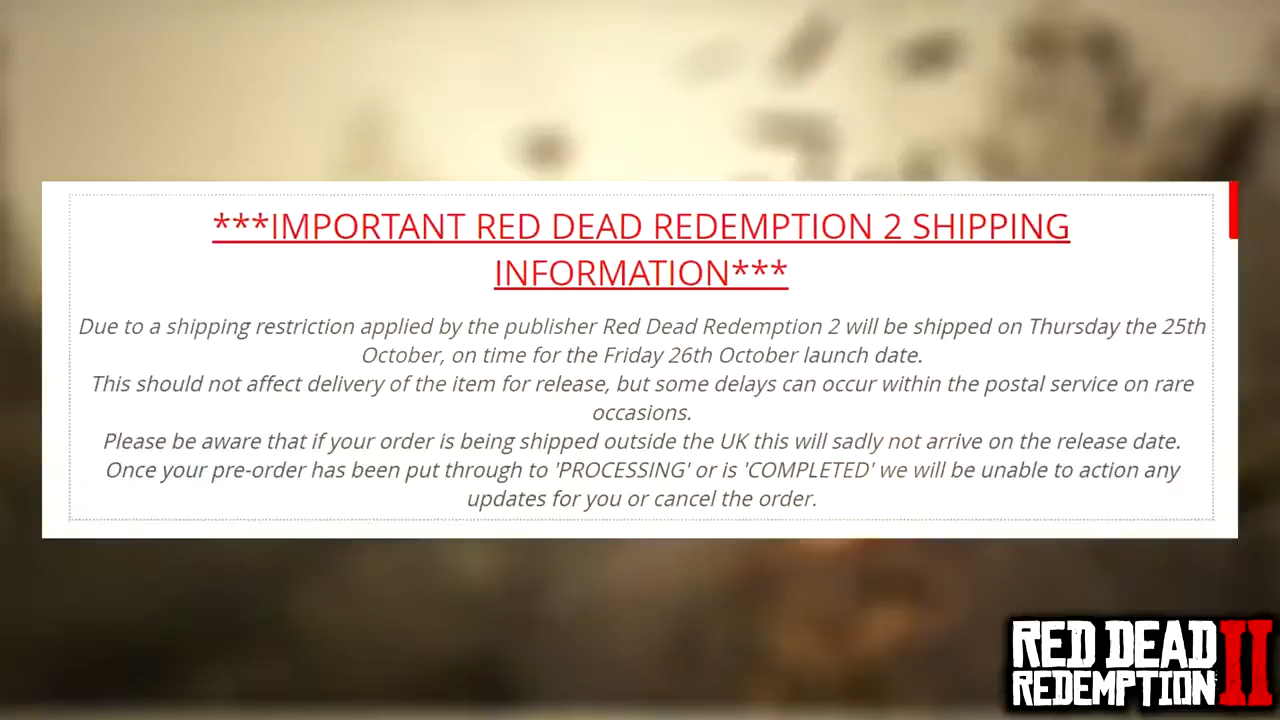 ***IMPORTANT RED DEAD REDEMPTION 2 SHIPPING
INFORMATION***
Due to a shipping restriction applied by the publisher Red Dead Redemption 2 will be shipped on Thursday the 25th
October, on time for the Friday 26th October launch date.
This should not affect delivery of the item for release, but some delays can occur within the postal service on rare
occasions.
Please be aware that if your order is being shipped outside the UK this will sadly not arrive on the release date.
Once your pre-order has been put through to 'PROCESSING' or is 'COMPLETED' we will be unable to action any
updates for you or cancel the order.
RED DEAD
REDEMPTION II